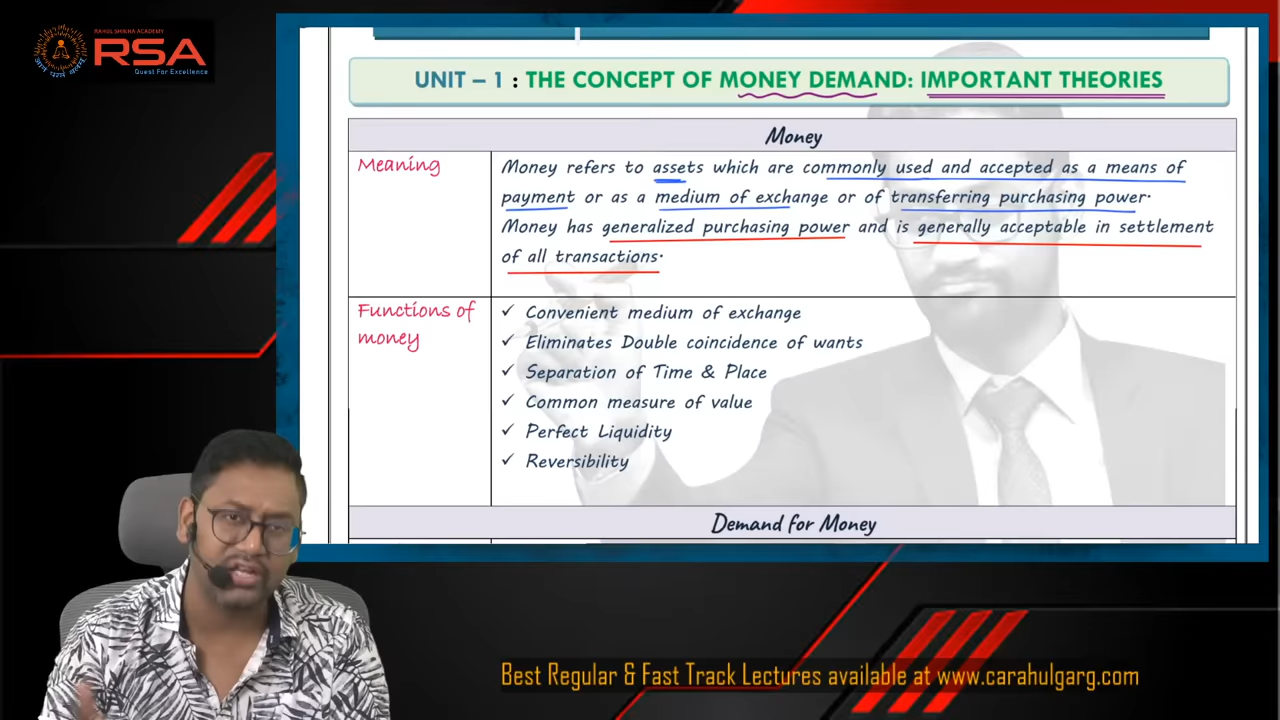 RAHUL SHIKHA ACADEMY
RSA
Quest For Excellence
UNIT – 1 : THE CONCEPT OF MONEY DEMAND: IMPORTANT THEORIES
Money
Meaning
Money refers to assets which are commonly used and accepted as a means of
payment or as a medium of exchange or of transferring purchasing power.
Money has generalized purchasing power and is generally acceptable in settlement
of all transactions.
Functions of
money
✓ Convenient medium of exchange
✓ Eliminates Double coincidence of wants
✓ Separation of Time & Place
✓ Common measure of value
✓ Perfect Liquidity
✓ Reversibility
Demand for Money
Best Regular & Fast Track Lectures available at www.carahulgarg.com